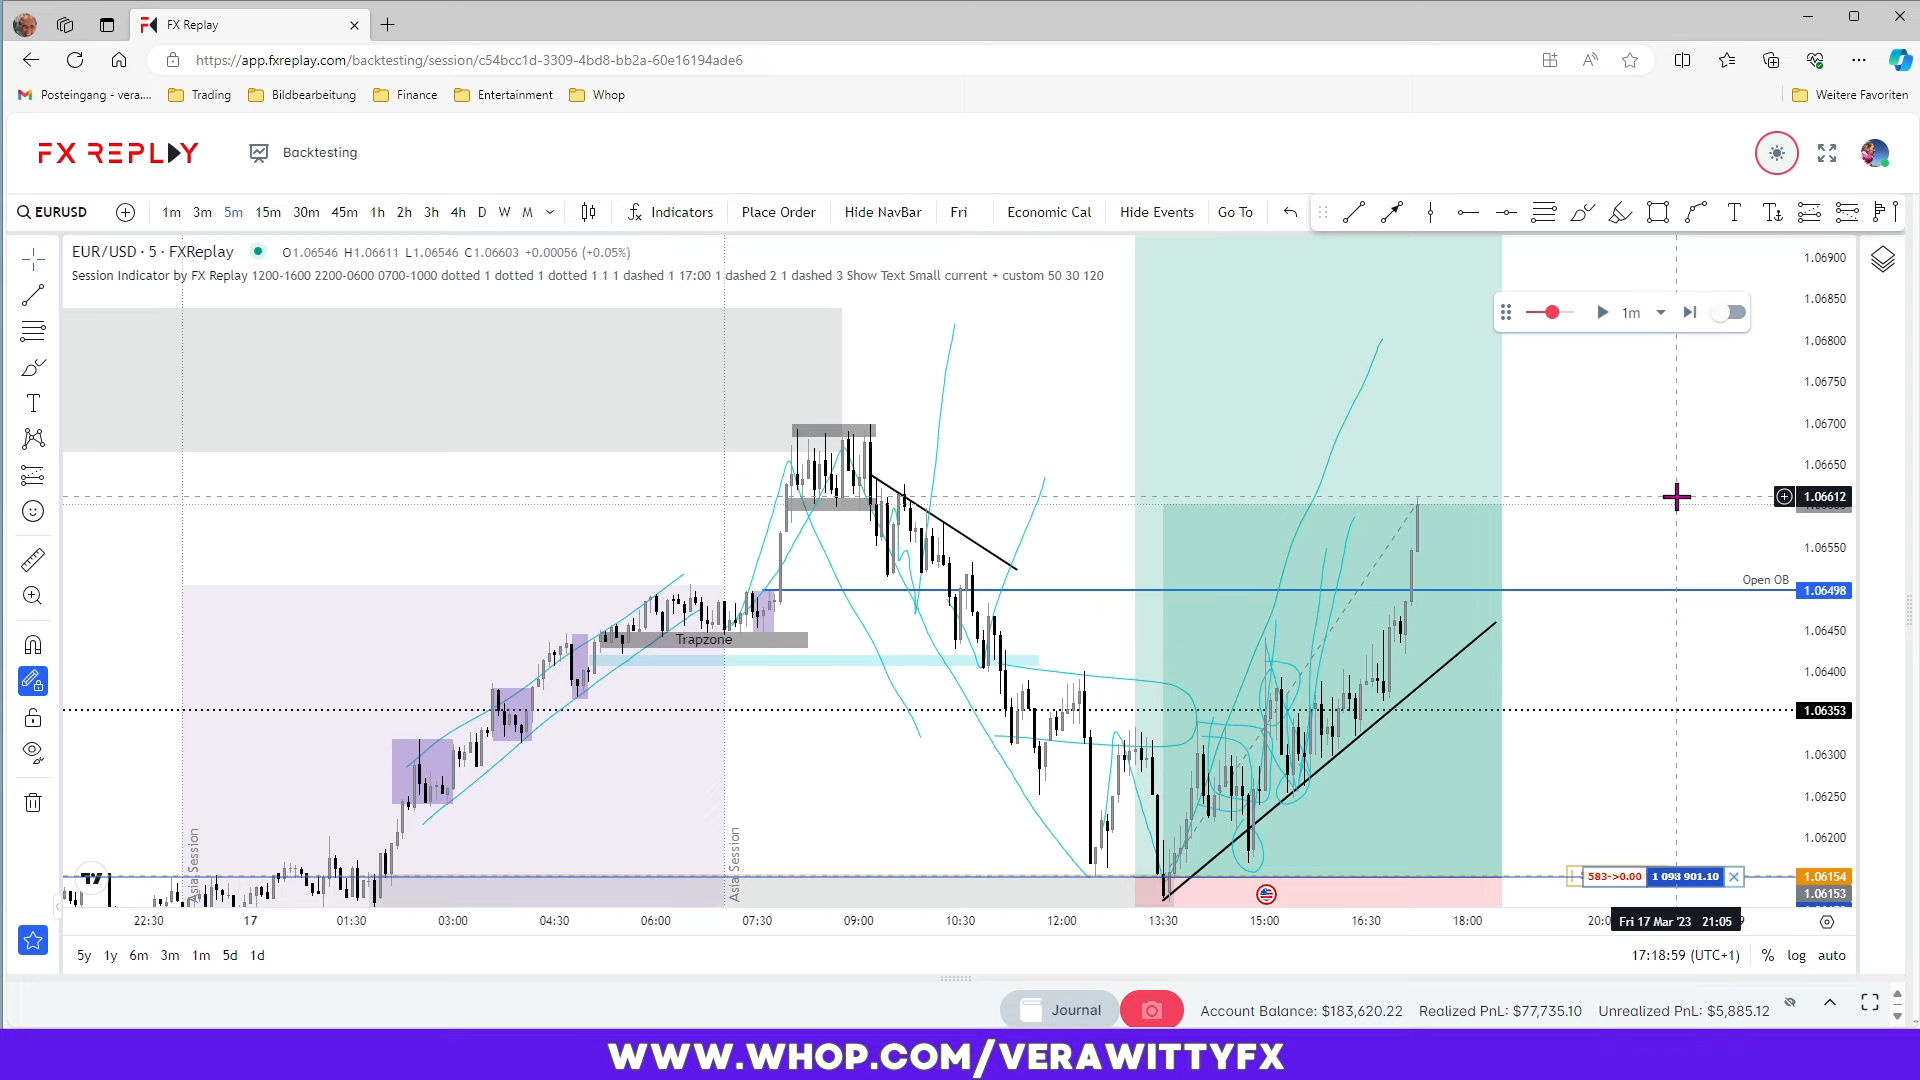 FX Replay
https://app.fxreplay.com/backtesting/session/c54bcc1d-3309-4bd8-bb2a-60e16194ade6
Posteingang - vera.... Trading Bildbearbeitung Finance Entertainment Whop Weitere Favoriten
FX REPLAY Backtesting
EURUSD 1m 3m 5m 15m 30m 45m 1h 2h 3h 4h D W M Indicators Place Order Hide NavBar Fri Economic Cal Hide Events Go To
EUR/USD · 5 · FXReplay O1.06546 H1.06611 L1.06546 C1.06603 +0.00056 (+0.05%)
Session Indicator by FX Replay 1200-1600 2200-0600 0700-1000 dotted 1 dotted 1 dotted 1 1 1 dashed 1 17:00 1 dashed 2 1 dashed 3 Show Text Small current + custom 50 30 120
1.06900
1.06850
1m
1.06800
1.06750
1.06700
1.06650
1.06612
1.06550
Open OB
1.06498
1.06450
Trapzone
1.06400
1.06353
1.06300
1.06250
1.06200
Asia Session
Asia Session
583->0.00 1 098 901.10 1.06154
1.06153
22:30 17 01:30 03:00 04:30 06:00 07:30 09:00 10:30 12:00 13:30 15:00 16:30 18:00 Fri 17 Mar '23 21:05
5y 1y 6m 3m 1m 5d 1d 17:18:59 (UTC+1) % log auto
Journal Account Balance: $183,620.22 Realized PnL: $77,735.10 Unrealized PnL: $5,885.12
WWW.WHOP.COM/VERAWITTYFX